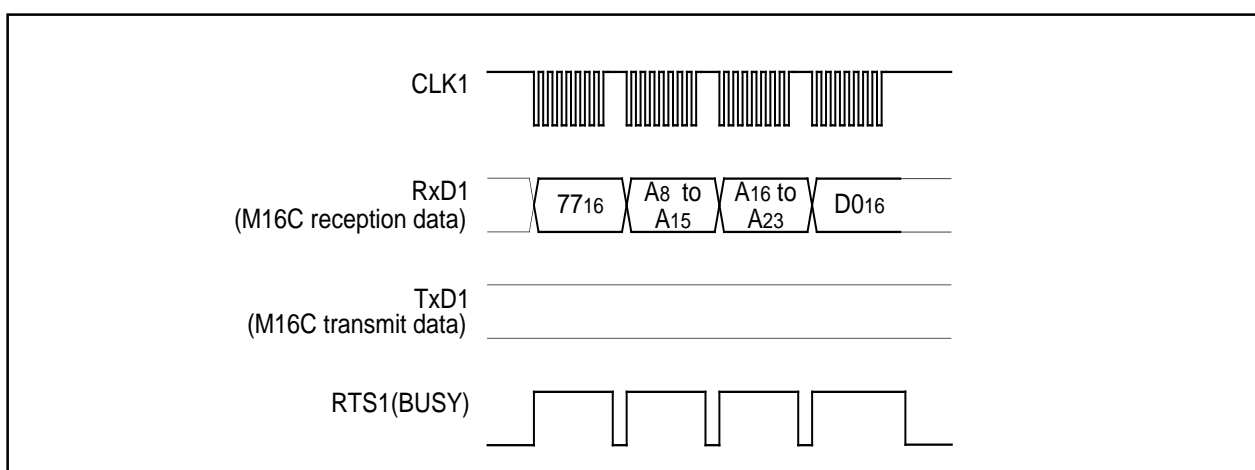 CLK1
RxD1
(M16C reception data)
7716
A8 to
A15
A16 to
A23
D016
TxD1
(M16C transmit data)
RTS1(BUSY)